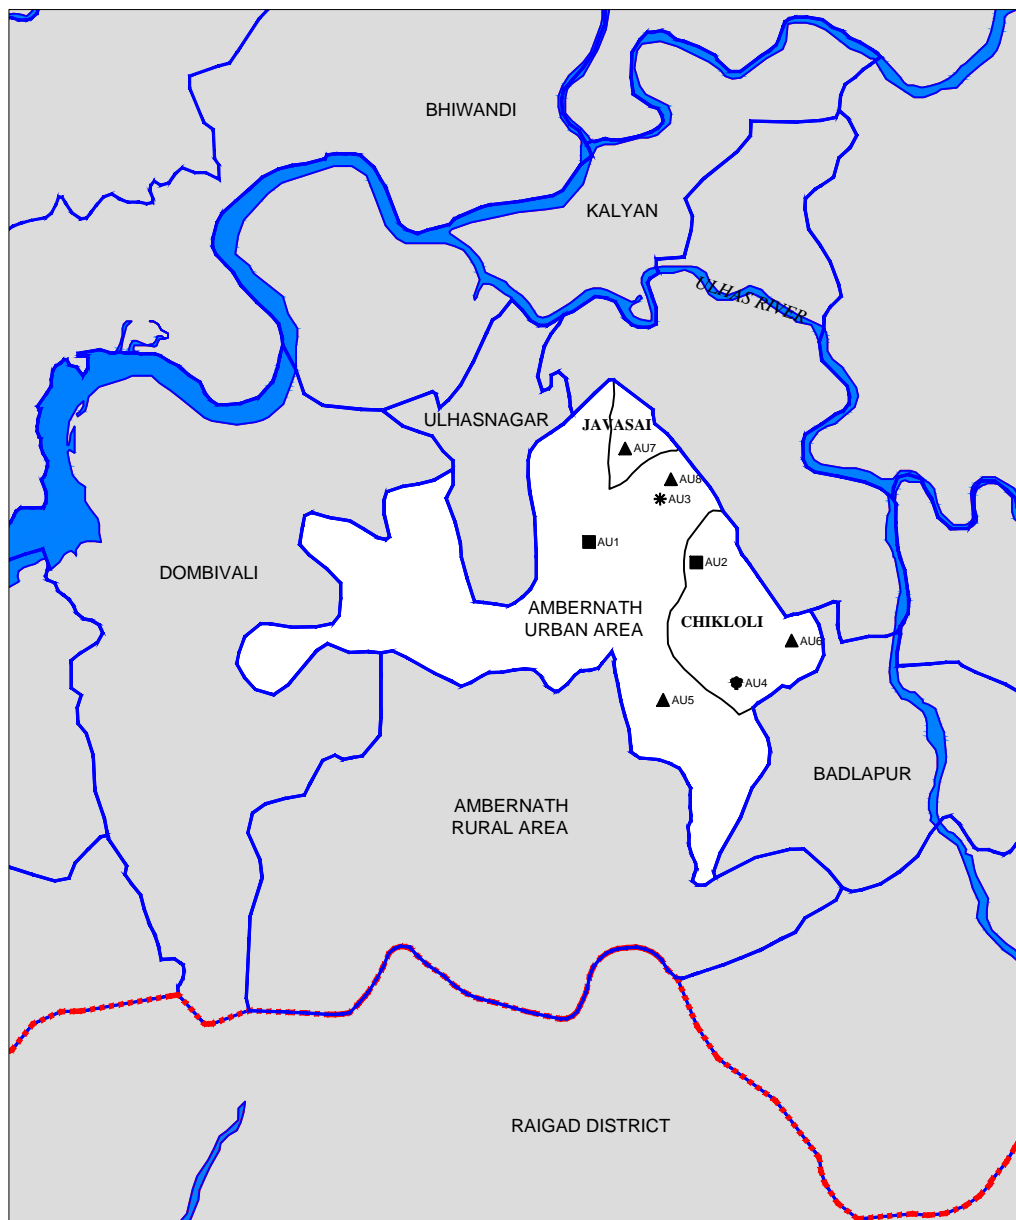 BHIWANDI
KALYAN
ULHAS RIVER
ULHASNAGAR
JAVASAI
AU7
AU8
AU3
AU1
AU2
DOMBIVALI
AMBERNATH
URBAN AREA
CHIKLOLI
AU6
AU4
AU5
BADLAPUR
AMBERNATH
RURAL AREA
RAIGAD DISTRICT